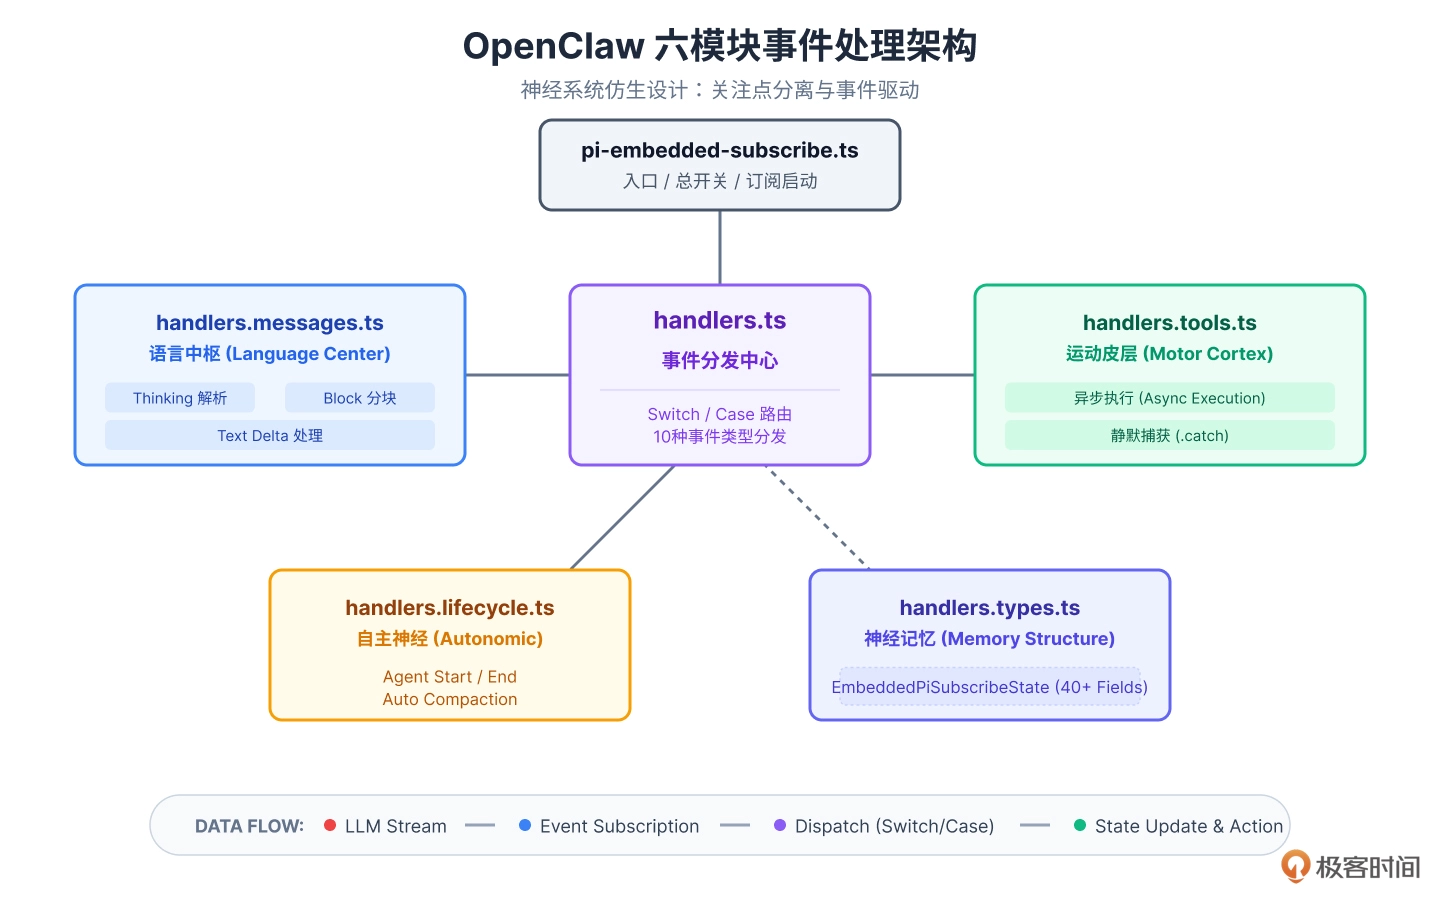 OpenClaw 六模块事件处理架构
神经系统仿生设计：关注点分离与事件驱动
pi-embedded-subscribe.ts
入口 / 总开关 / 订阅启动
handlers.messages.ts
语言中枢 (Language Center)
Thinking 解析
Block 分块
Text Delta 处理
handlers.ts
事件分发中心
Switch / Case 路由
10种事件类型分发
handlers.tools.ts
运动皮层 (Motor Cortex)
异步执行 (Async Execution)
静默捕获 (.catch)
handlers.lifecycle.ts
自主神经 (Autonomic)
Agent Start / End
Auto Compaction
handlers.types.ts
神经记忆 (Memory Structure)
EmbeddedPiSubscribeState (40+ Fields)
DATA FLOW: LLM Stream Event Subscription Dispatch (Switch/Case) State Update & Action
极客时间